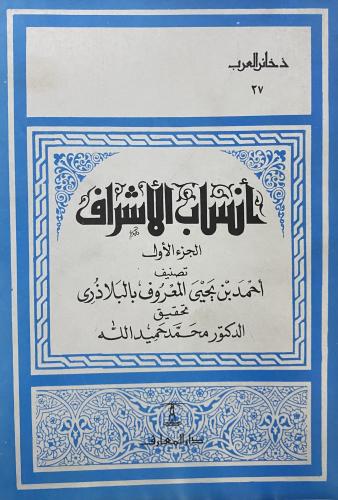 ذخائر العرب
٢٧
أنساب الأشراف
الجزء الأول
تصنيف
أحمد بن يحيى المعروف بالبلاذري
تحقيق
الدكتور محمد حميد الله
دار المعارف